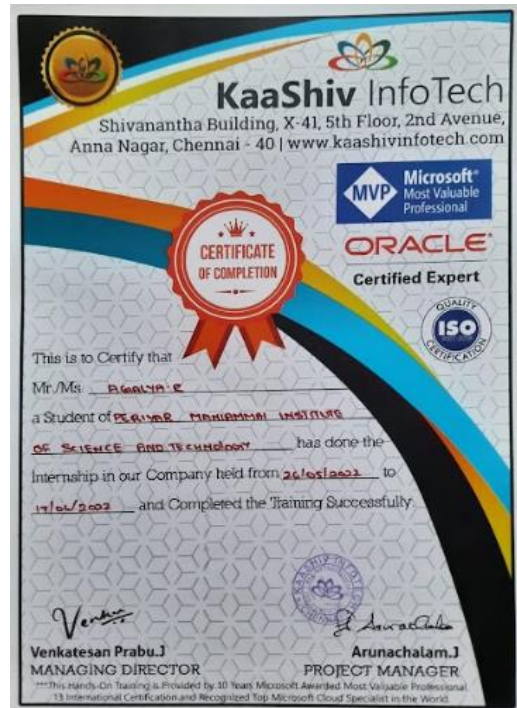 KaaShiv InfoTech
Shivanantha Building, X-41, 5th Floor, 2nd Avenue,
Anna Nagar, Chennai - 40 | www.kaashivinfotech.com
MVP
Microsoft®
Most Valuable
Professional
ORACLE®
Certified Expert
CERTIFICATE
OF COMPLETION
QUALITY
ISO
CERTIFICATION
This is to Certify that
Mr/Ms. AGALYA.R
a Student of PERIYAR MANIAMMAI INSTITUTE
OF SCIENCE AND TECHNOLOGY has done the
Internship in our Company held from 26/05/2022 to
17/06/2022 and Completed the Training Successfully.
KAASHIV INFOTECH
Venkatesan Prabu.J
MANAGING DIRECTOR
Arunachalam.J
PROJECT MANAGER
***This Hands-On Training is Provided by 10 Years Microsoft Awarded Most Valuable Professional,
13 International Certification and Recognized Top Microsoft Cloud Specialist in the World.